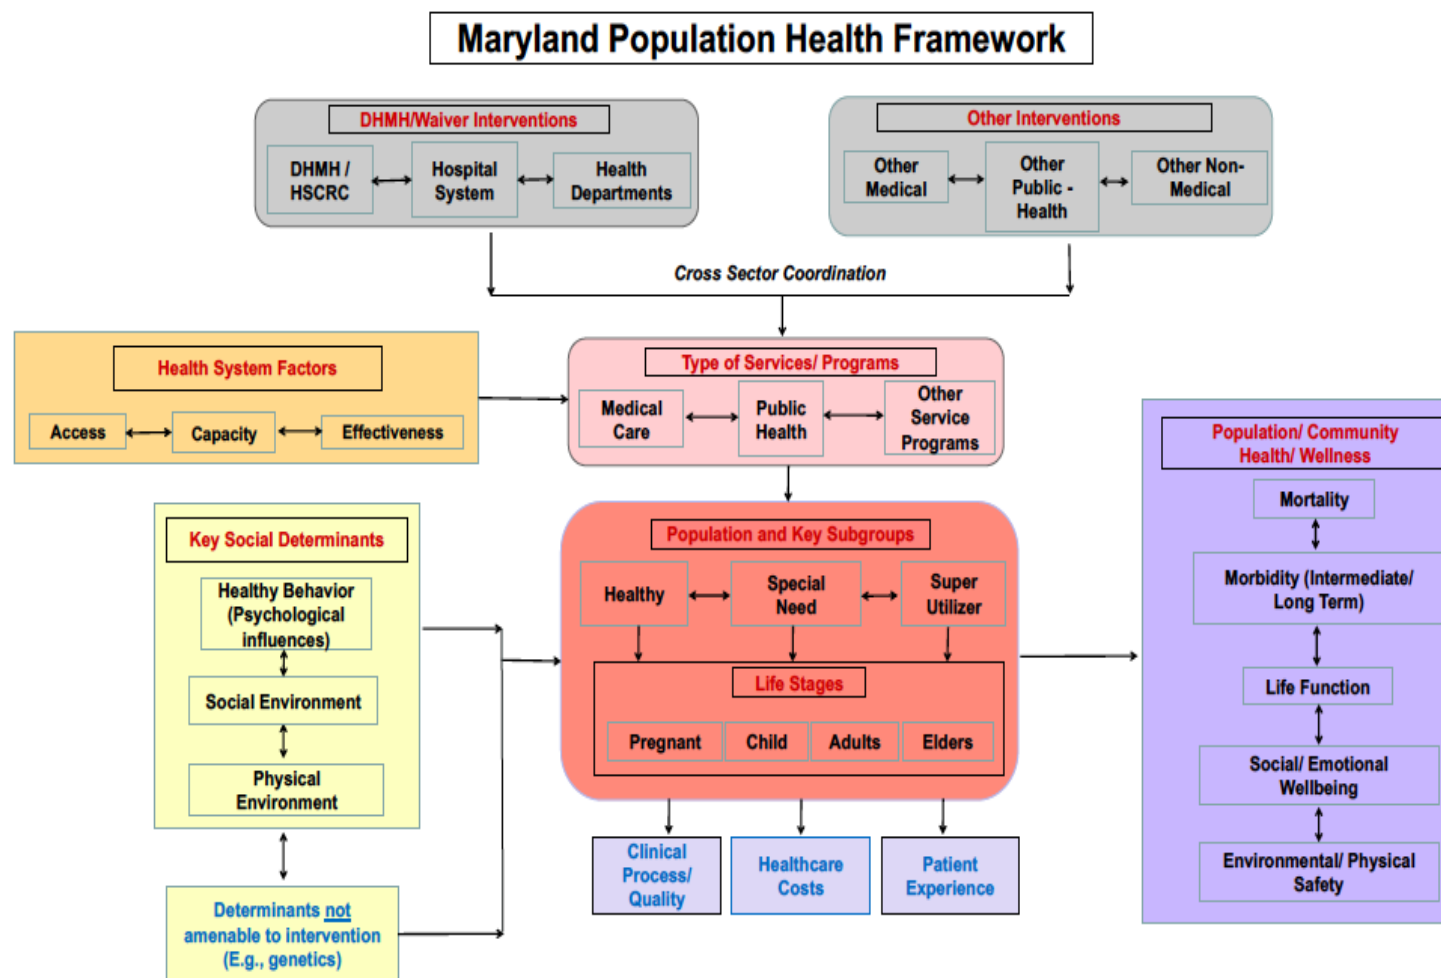 Maryland Population Health Framework
DHMH/Waiver Interventions
DHMH /
HSCRC
Hospital
System
Health
Departments
Other Interventions
Other
Medical
Other
Public -
Health
Other Non-
Medical
Cross Sector Coordination
Health System Factors
Access
Capacity
Effectiveness
Type of Services/ Programs
Medical
Care
Public
Health
Other
Service
Programs
Key Social Determinants
Healthy Behavior
(Psychological
influences)
Social Environment
Physical
Environment
Determinants not
amenable to intervention
(E.g., genetics)
Population and Key Subgroups
Healthy
Special
Need
Super
Utilizer
Life Stages
Pregnant
Child
Adults
Elders
Clinical
Process/
Quality
Healthcare
Costs
Patient
Experience
Population/ Community
Health/ Wellness
Mortality
Morbidity (Intermediate/
Long Term)
Life Function
Social/ Emotional
Wellbeing
Environmental/ Physical
Safety